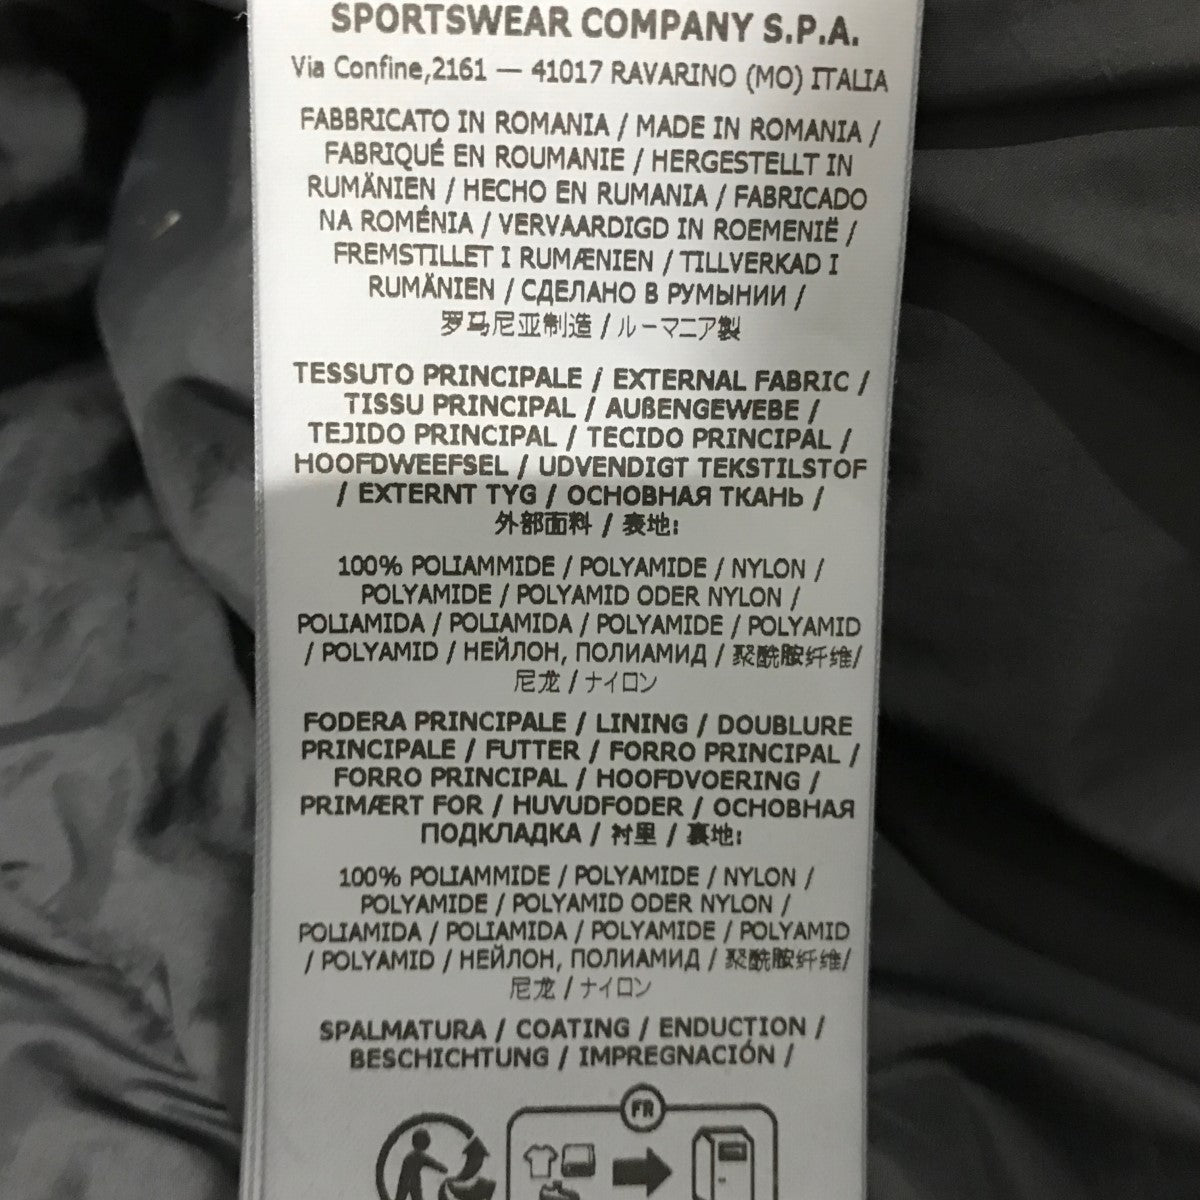 SPORTSWEAR COMPANY S.P.A.
Via Confine,2161 — 41017 RAVARINO (MO) ITALIA
FABBRICATO IN ROMANIA / MADE IN ROMANIA /
FABRIQUÉ EN ROUMANIE / HERGESTELLT IN
RUMÄNIEN / HECHO EN RUMANIA / FABRICADO
NA ROMÉNIA / VERVAARDIGD IN ROEMENIË /
FREMSTILLET I RUMÆNIEN / TILLVERKAD I
RUMÄNIEN / СДЕЛАНО В РУМЫНИИ /
罗马尼亚制造 / ルーマニア製
TESSUTO PRINCIPALE / EXTERNAL FABRIC /
TISSU PRINCIPAL / AUßENGEWEBE /
TEJIDO PRINCIPAL / TECIDO PRINCIPAL /
HOOFDWEEFSEL / UDVENDIGT TEKSTILSTOF
/ EXTERNT TYG / ОСНОВНАЯ ТКАНЬ /
外部面料 / 表地:
100% POLIAMMIDE / POLYAMIDE / NYLON /
POLYAMIDE / POLYAMID ODER NYLON /
POLIAMIDA / POLIAMIDA / POLYAMIDE / POLYAMID
/ POLYAMID / НЕЙЛОН, ПОЛИАМИД / 聚酰胺纤维/
尼龙 / ナイロン
FODERA PRINCIPALE / LINING / DOUBLURE
PRINCIPALE / FUTTER / FORRO PRINCIPAL /
FORRO PRINCIPAL / HOOFDVOERING /
PRIMÆRT FOR / HUVUDFODER / ОСНОВНАЯ
ПОДКЛАДКА / 衬里 / 裏地:
100% POLIAMMIDE / POLYAMIDE / NYLON /
POLYAMIDE / POLYAMID ODER NYLON /
POLIAMIDA / POLIAMIDA / POLYAMIDE / POLYAMID
/ POLYAMID / НЕЙЛОН, ПОЛИАМИД / 聚酰胺纤维/
尼龙 / ナイロン
SPALMATURA / COATING / ENDUCTION /
BESCHICHTUNG / IMPREGNACIÓN /
FR